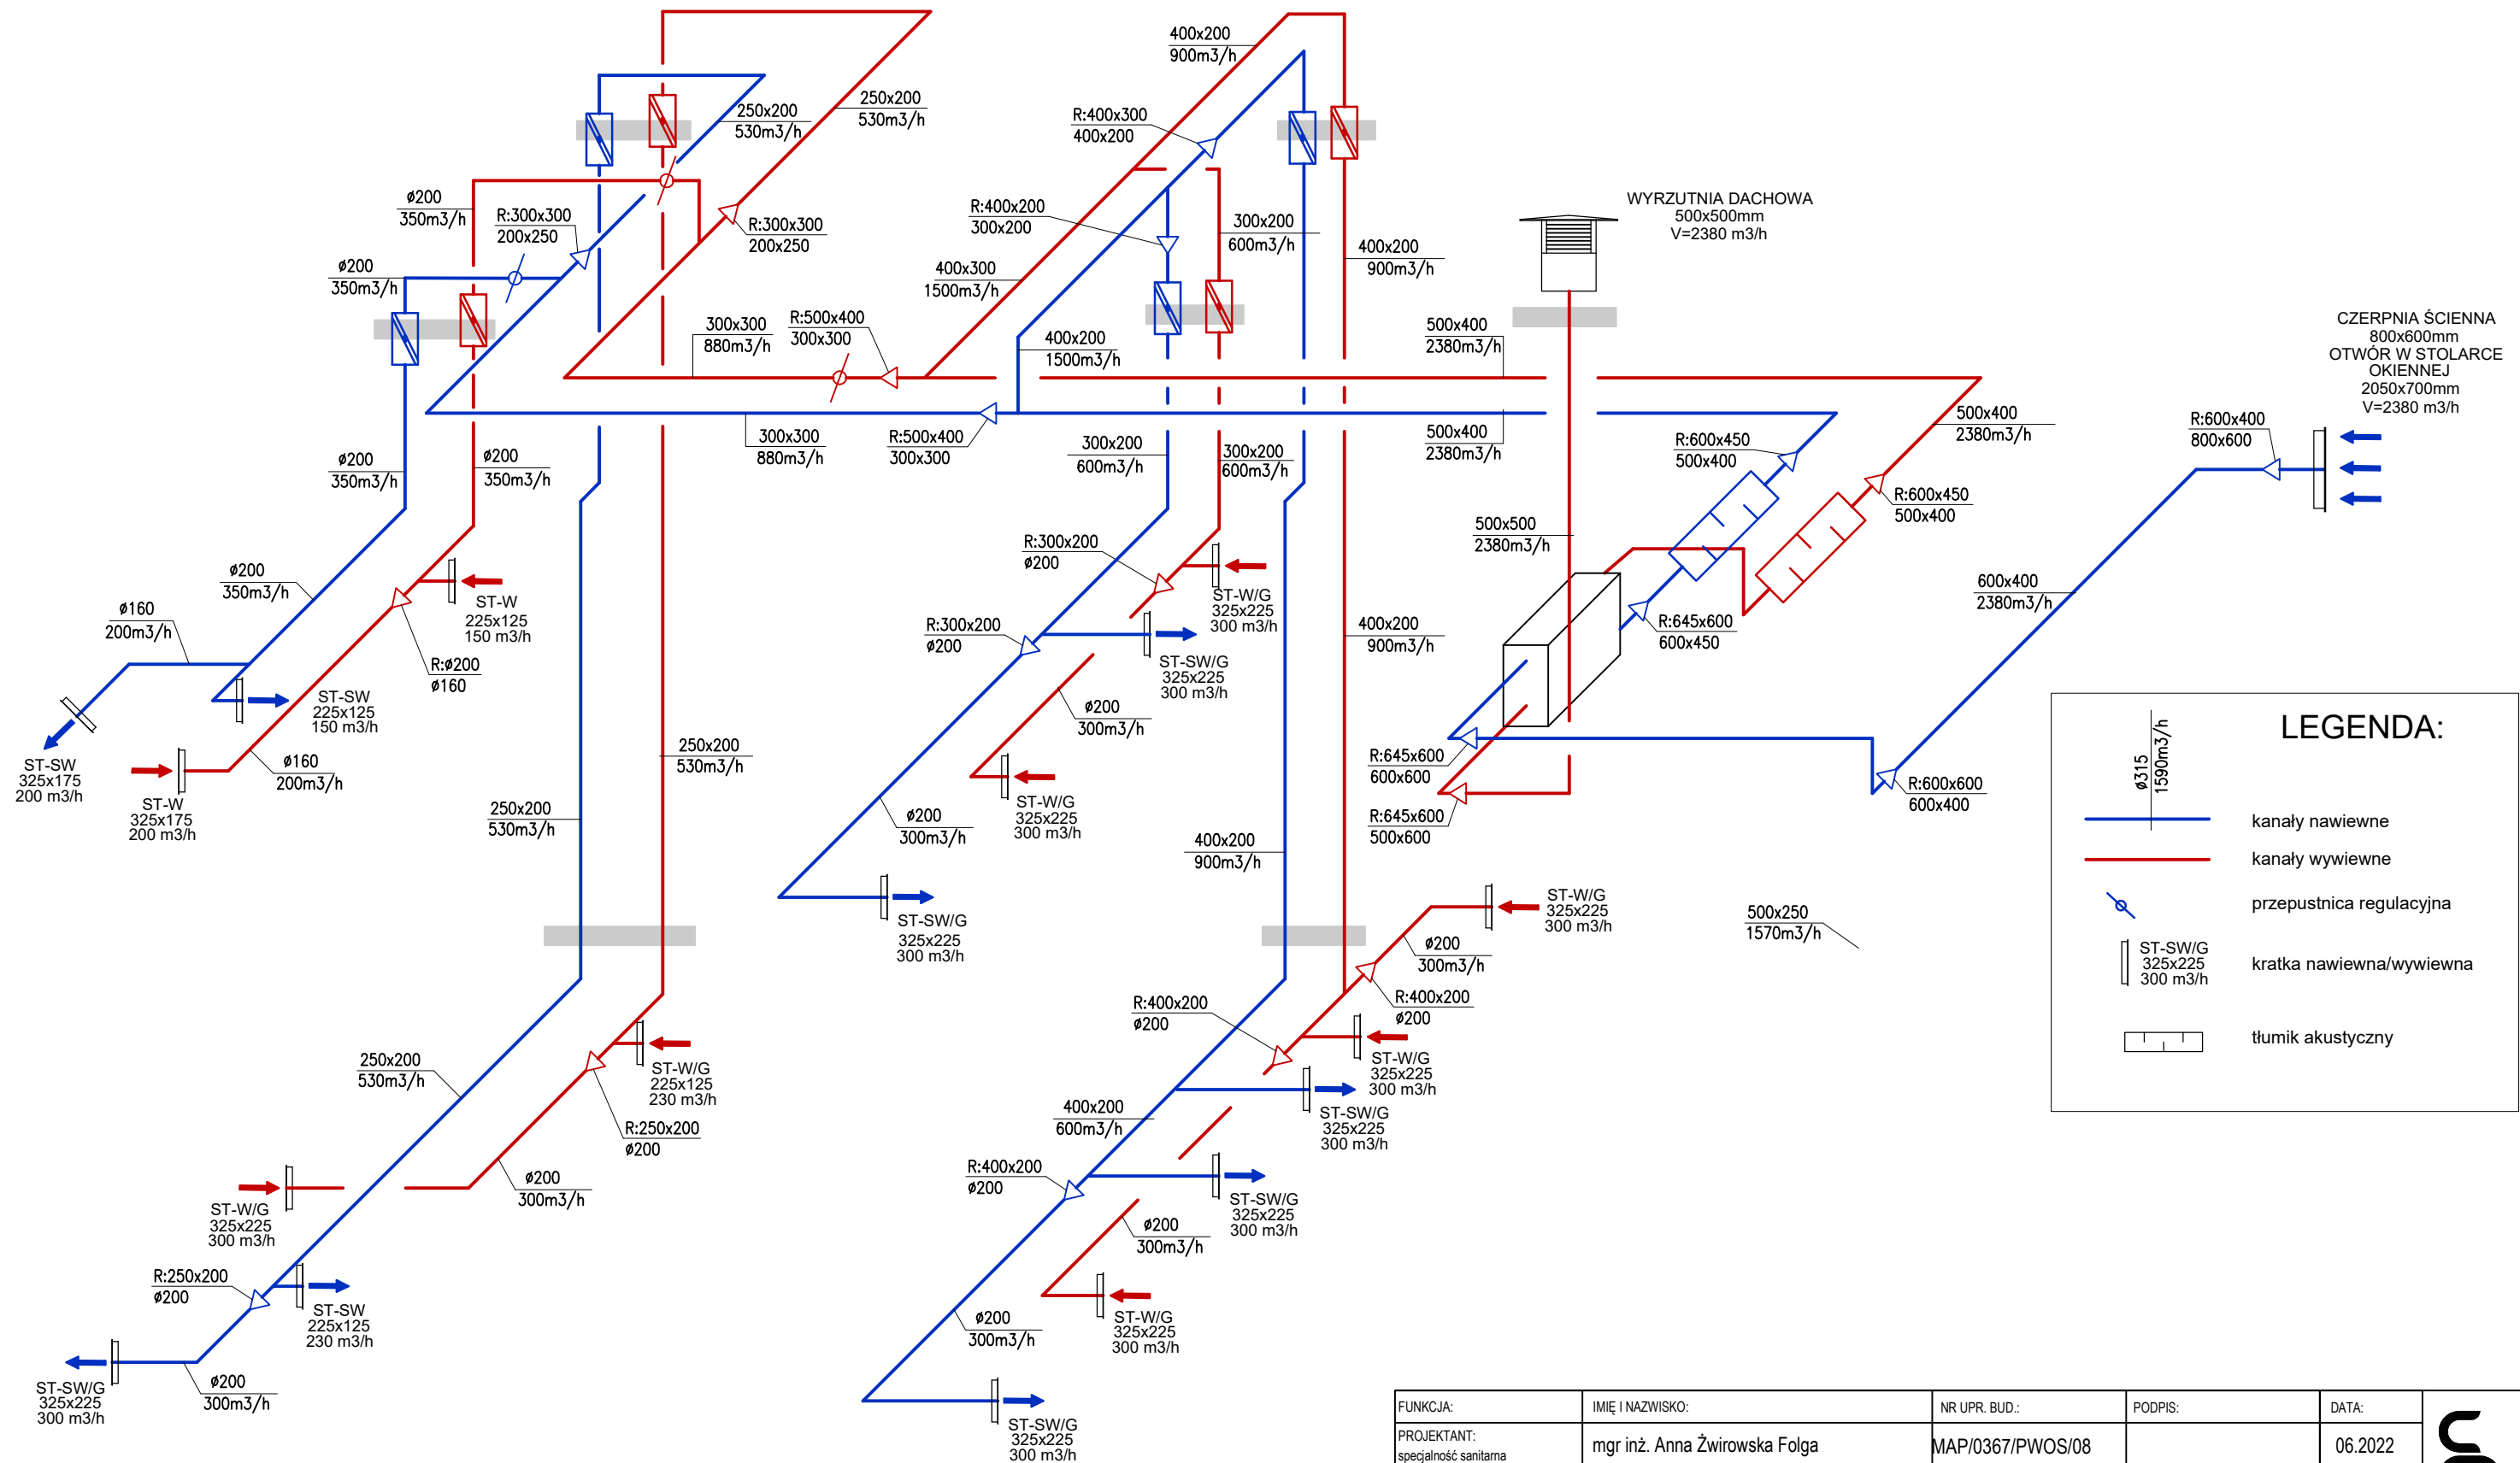 400x200
900m3/h
250x200
530m3/h
250x200
530m3/h
R:400x300
400x200
ø200
350m3/h
R:300x300
200x250
R:300x300
200x250
R:400x200
300x200
300x200
600m3/h
400x200
900m3/h
WYRZUTNIA DACHOWA
500x500mm
V=2380 m3/h
ø200
350m3/h
400x300
1500m3/h
300x300
880m3/h
R:500x400
300x300
400x200
1500m3/h
500x400
2380m3/h
CZERPNIA ŚCIENNA
800x600mm
OTWÓR W STOLARCE
OKIENNEJ
2050x700mm
V=2380 m3/h
ø200
350m3/h
ø200
350m3/h
300x300
880m3/h
R:500x400
300x300
300x200
600m3/h
300x200
600m3/h
500x400
2380m3/h
R:600x450
500x400
500x400
2380m3/h
R:600x400
800x600
R:600x450
500x400
500x500
2380m3/h
R:300x200
ø200
ø200
350m3/h
ST-W
225x125
150 m3/h
ø160
200m3/h
R:ø200
ø160
ST-SW
225x125
150 m3/h
ST-SW
325x175
200 m3/h
ST-W
325x175
200 m3/h
ø160
200m3/h
ST-W/G
325x225
300 m3/h
R:300x200
ø200
ST-SW/G
325x225
300 m3/h
ø200
300m3/h
400x200
900m3/h
R:645x600
600x450
600x400
2380m3/h
250x200
530m3/h
250x200
530m3/h
ø200
300m3/h
ST-W/G
325x225
300 m3/h
R:645x600
600x600
R:645x600
500x600
R:600x600
600x400
400x200
900m3/h
ST-SW/G
325x225
300 m3/h
ST-W/G
325x225
300 m3/h
ø200
300m3/h
500x250
1570m3/h
LEGENDA:
ø315
1590m3/h
kanały nawiewne
kanały wywiewne
przepustnica regulacyjna
ST-SW/G
325x225
300 m3/h
kratka nawiewna/wywiewna
tłumik akustyczny
R:400x200
ø200
R:400x200
ø200
ST-W/G
325x225
300 m3/h
250x200
530m3/h
ST-W/G
225x125
230 m3/h
R:250x200
ø200
400x200
600m3/h
ST-SW/G
325x225
300 m3/h
R:400x200
ø200
ST-SW/G
325x225
300 m3/h
ø200
300m3/h
ST-W/G
325x225
300 m3/h
ø200
300m3/h
R:250x200
ø200
ST-SW
225x125
230 m3/h
ST-W/G
325x225
300 m3/h
ø200
300m3/h
ST-SW/G
325x225
300 m3/h
ø200
300m3/h
ST-SW/G
325x225
300 m3/h
FUNKCJA: IMIĘ I NAZWISKO: NR UPR. BUD.: PODPIS: DATA:
PROJEKTANT:
specjalność sanitarna
mgr inż. Anna Żwirowska Folga MAP/0367/PWOS/08 06.2022